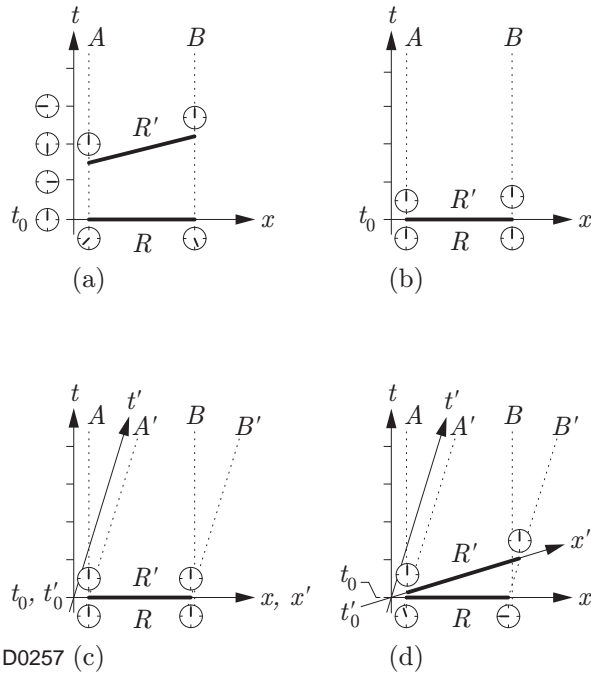 t t
A B A B
R′
R′
t₀ x t₀ x
R R
(a) (b)
t t′ t t′
A A′ B B′ A A′ B B′
R′ x′
R′ t₀
t₀, t′₀ x, x′ t′₀ x
R R
D0257 (c) (d)